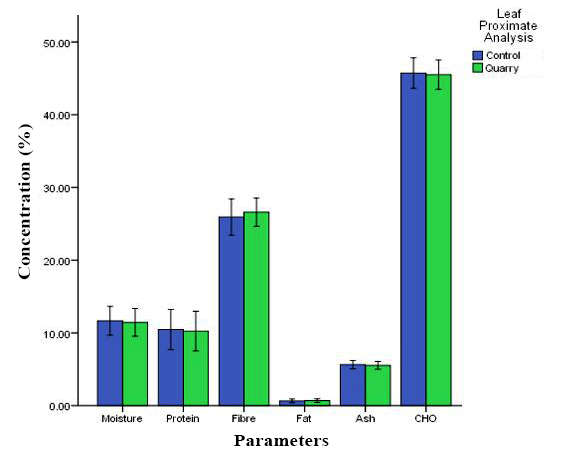 Leaf
Proximate
Analysis
Control
Quarry
Concentration (%)
50.00
40.00
30.00
20.00
10.00
0.00
Moisture Protein Fibre Fat Ash CHO
Parameters